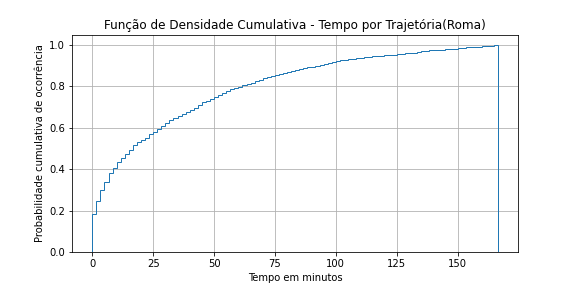 Função de Densidade Cumulativa - Tempo por Trajetória(Roma)
Probabilidade cumulativa de ocorrência
1.0
0.8
0.6
0.4
0.2
0.0
0 25 50 75 100 125 150
Tempo em minutos